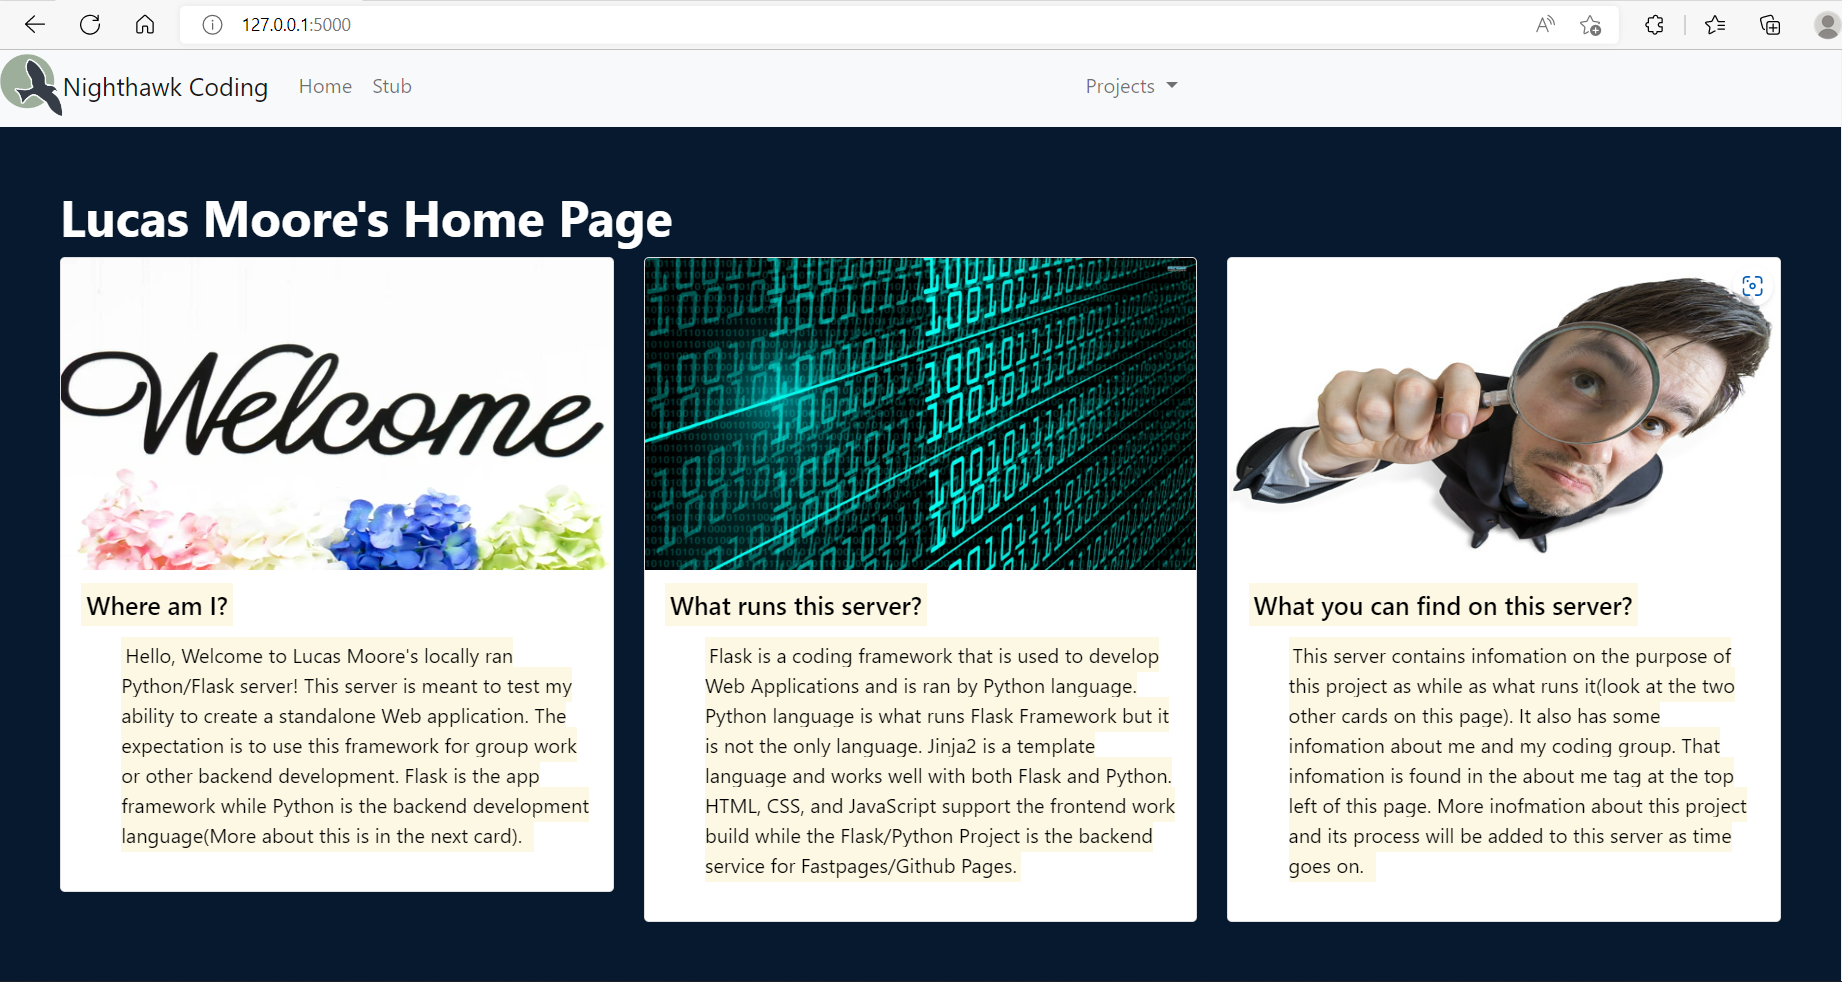 127.0.0.1:5000
Nighthawk Coding Home Stub Projects
Lucas Moore's Home Page
Welcome
Where am I?
Hello, Welcome to Lucas Moore's locally ran
Python/Flask server! This server is meant to test my
ability to create a standalone Web application. The
expectation is to use this framework for group work
or other backend development. Flask is the app
framework while Python is the backend development
language(More about this is in the next card).
What runs this server?
Flask is a coding framework that is used to develop
Web Applications and is ran by Python language.
Python language is what runs Flask Framework but it
is not the only language. Jinja2 is a template
language and works well with both Flask and Python.
HTML, CSS, and JavaScript support the frontend work
build while the Flask/Python Project is the backend
service for Fastpages/Github Pages.
What you can find on this server?
This server contains infomation on the purpose of
this project as while as what runs it(look at the two
other cards on this page). It also has some
infomation about me and my coding group. That
infomation is found in the about me tag at the top
left of this page. More inofmation about this project
and its process will be added to this server as time
goes on.